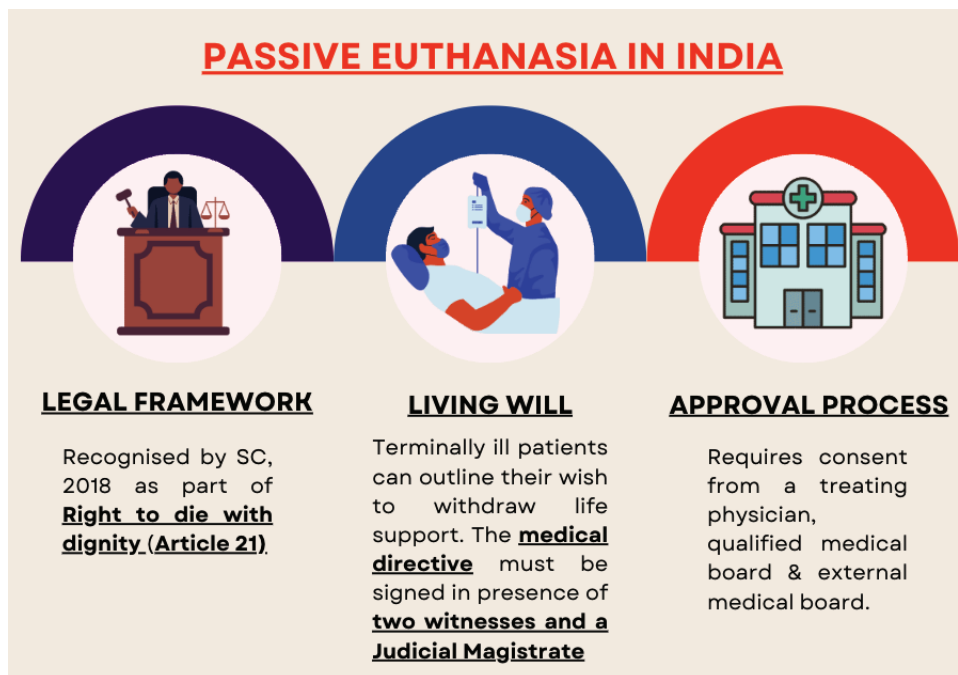 PASSIVE EUTHANASIA IN INDIA
LEGAL FRAMEWORK
Recognised by SC,
2018 as part of
Right to die with
dignity (Article 21)
LIVING WILL
Terminally ill patients
can outline their wish
to withdraw life
support. The medical
directive must be
signed in presence of
two witnesses and a
Judicial Magistrate
APPROVAL PROCESS
Requires consent
from a treating
physician,
qualified medical
board & external
medical board.